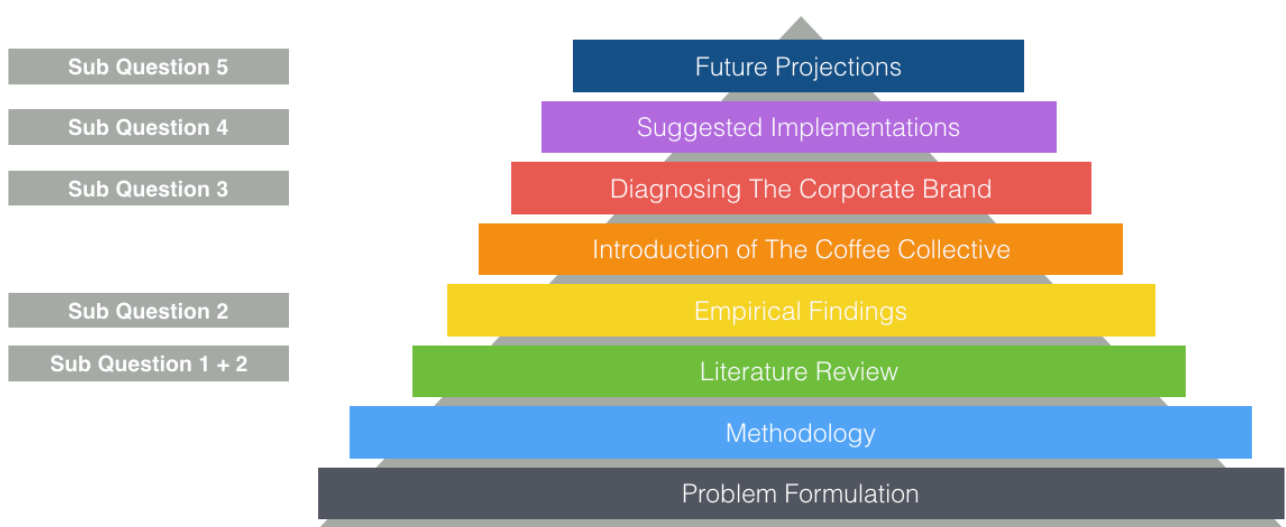 Sub Question 5
Future Projections
Sub Question 4
Suggested Implementations
Sub Question 3
Diagnosing The Corporate Brand
Introduction of The Coffee Collective
Sub Question 2
Empirical Findings
Sub Question 1 + 2
Literature Review
Methodology
Problem Formulation